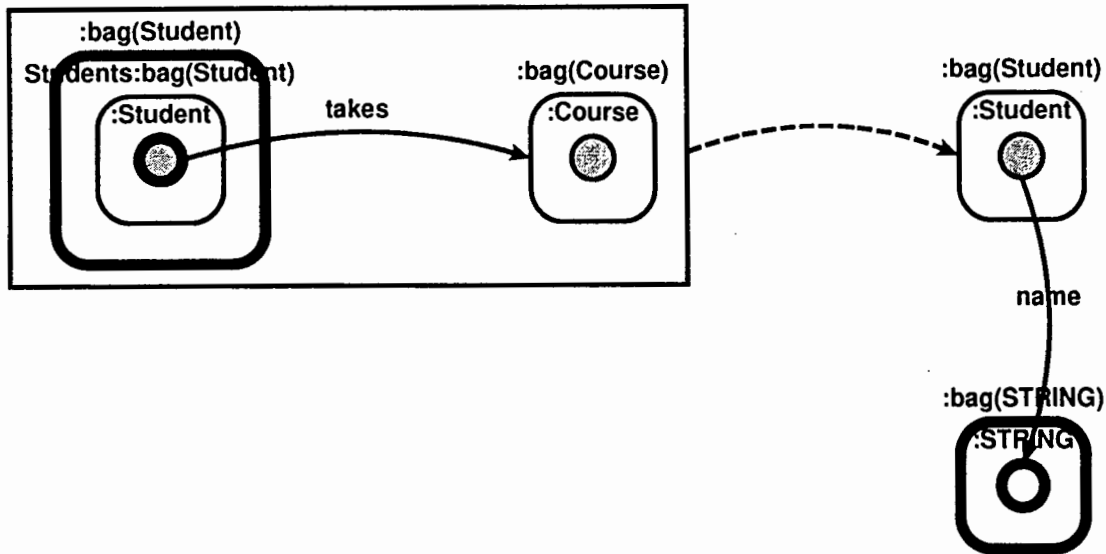 :bag(Student)
Students:bag(Student)
:Student
takes
:bag(Course)
:Course
:bag(Student)
:Student
name
:bag(STRING)
:STRING